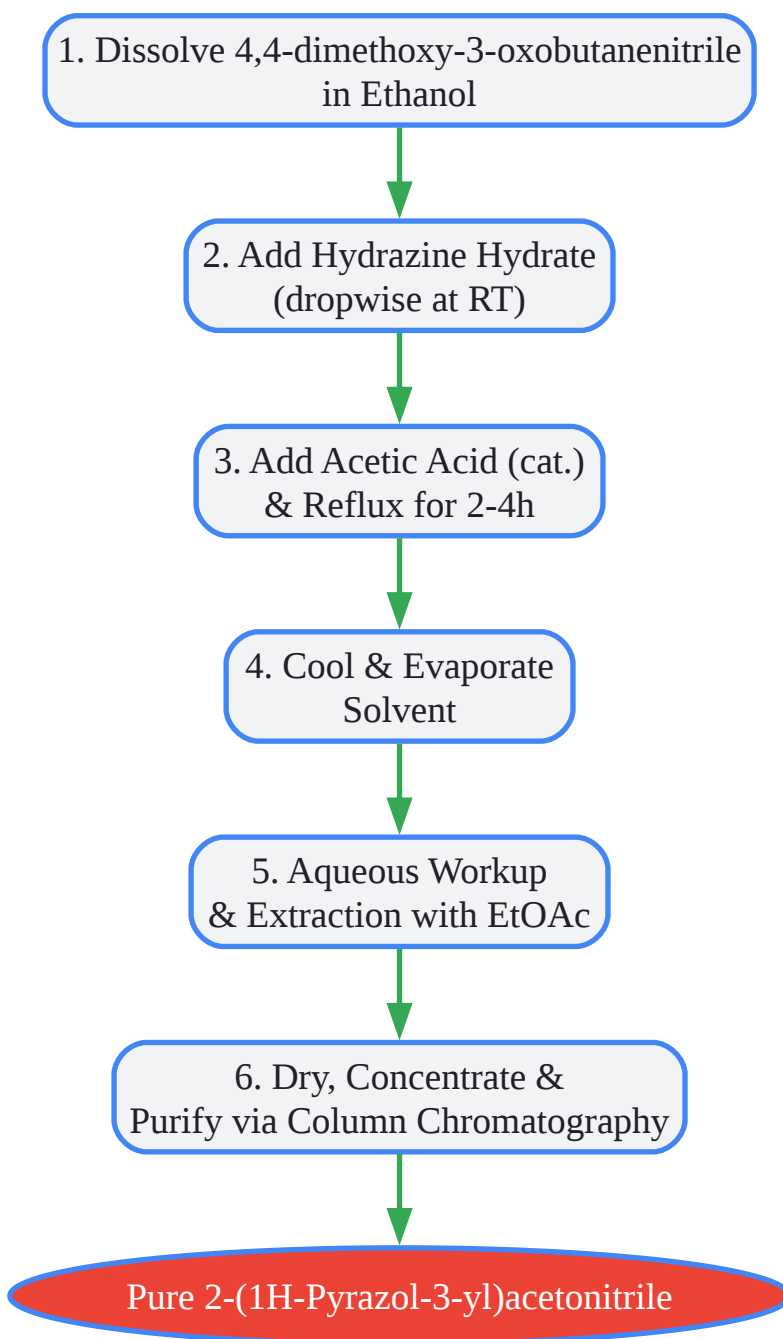 1. Dissolve 4,4-dimethoxy-3-oxobutanenitrile
in Ethanol
2. Add Hydrazine Hydrate
(dropwise at RT)
3. Add Acetic Acid (cat.)
& Reflux for 2-4h
4. Cool & Evaporate
Solvent
5. Aqueous Workup
& Extraction with EtOAc
6. Dry, Concentrate &
Purify via Column Chromatography
Pure 2-(1H-Pyrazol-3-yl)acetonitrile